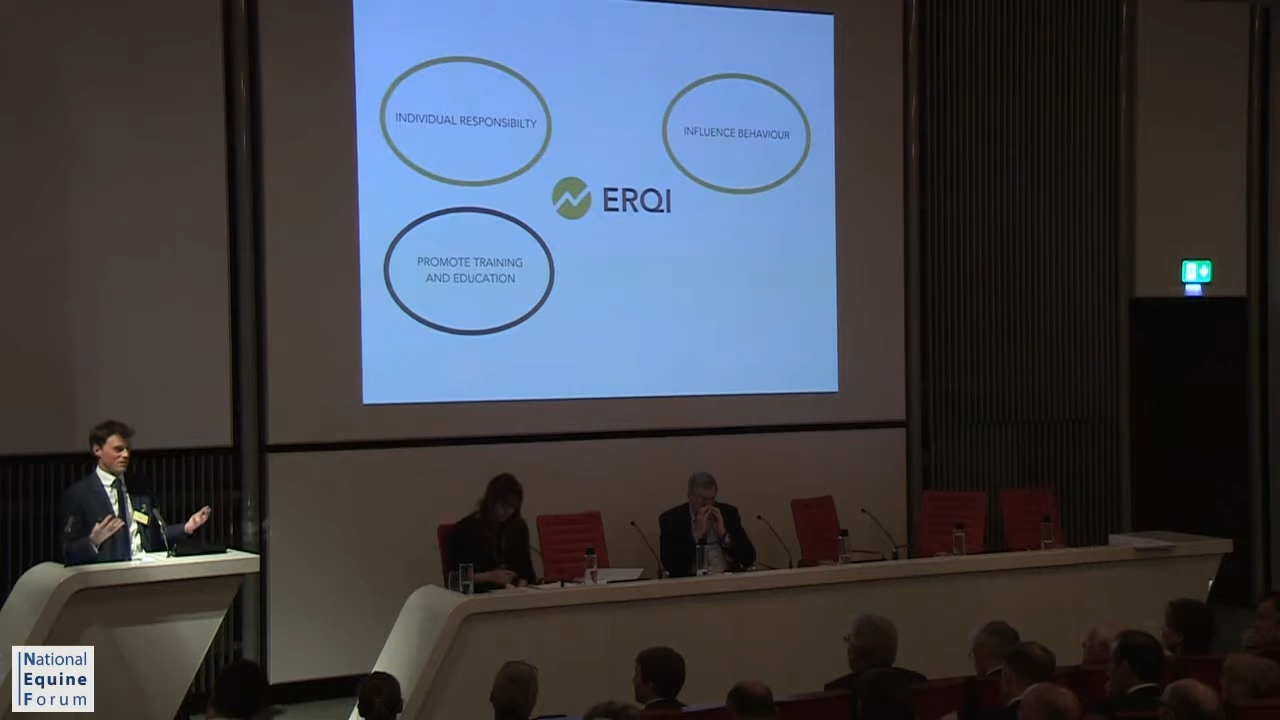 INDIVIDUAL RESPONSIBILTY
INFLUENCE BEHAVIOUR
ERQI
PROMOTE TRAINING
AND EDUCATION
National
Equine
Forum